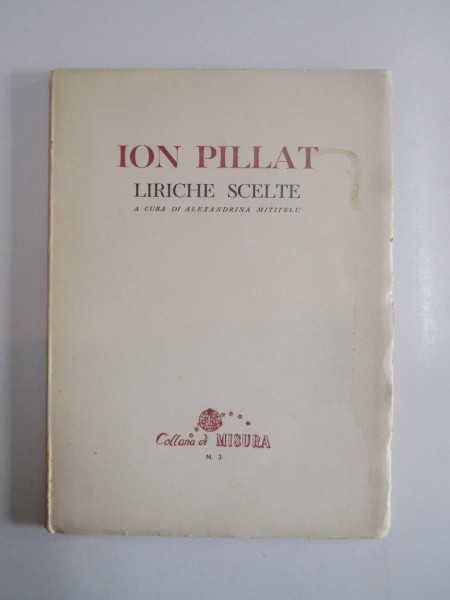 ION PILLAT
LIRICHE SCELTE
A CURA DI ALEXANDRINA MITITELU
Collana di MISURA
N. 3